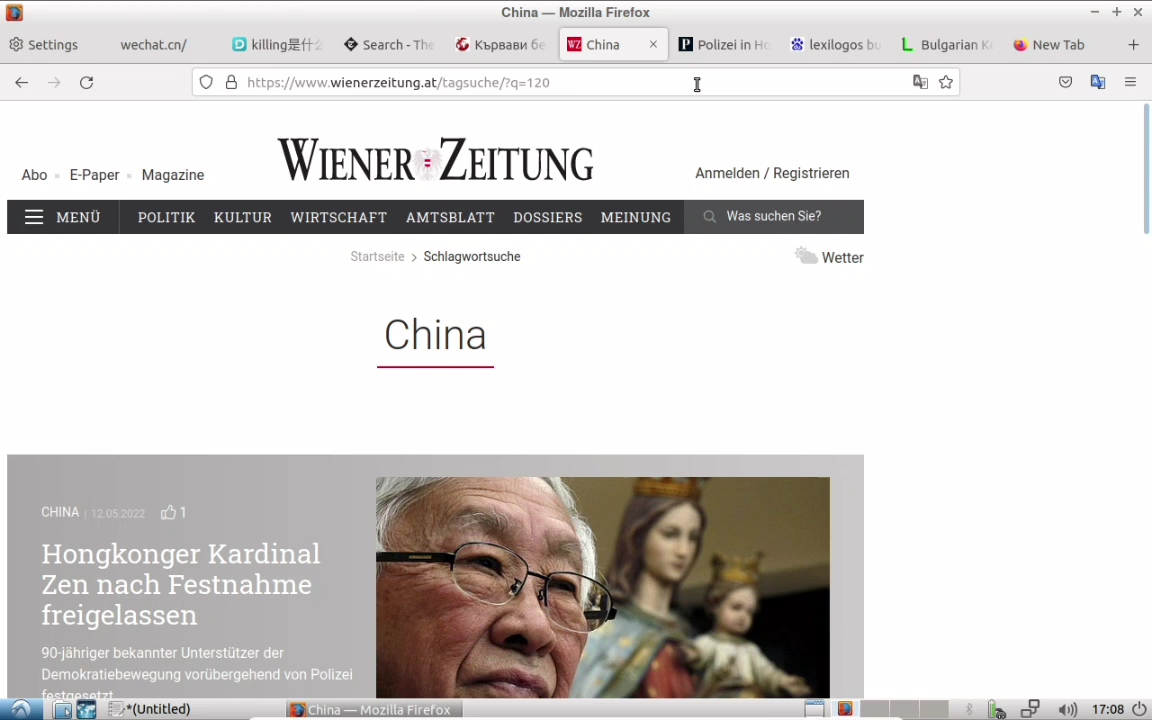 China — Mozilla Firefox
Settings
wechat.cn/
killing是什
Search - The
Кървави бе
China
Polizei in Ho
lexilogos bu
Bulgarian Ke
New Tab
https://www.wienerzeitung.at/tagsuche/?q=120
Abo E-Paper Magazine
WIENER ZEITUNG
Anmelden / Registrieren
MENÜ POLITIK KULTUR WIRTSCHAFT AMTSBLATT DOSSIERS MEINUNG Was suchen Sie?
Startseite > Schlagwortsuche
Wetter
China
CHINA | 12.05.2022 1
Hongkonger Kardinal
Zen nach Festnahme
freigelassen
90-jähriger bekannter Unterstützer der
Demokratiebewegung vorübergehend von Polizei
festgesetzt
*(Untitled)
China — Mozilla Firefox
17:08